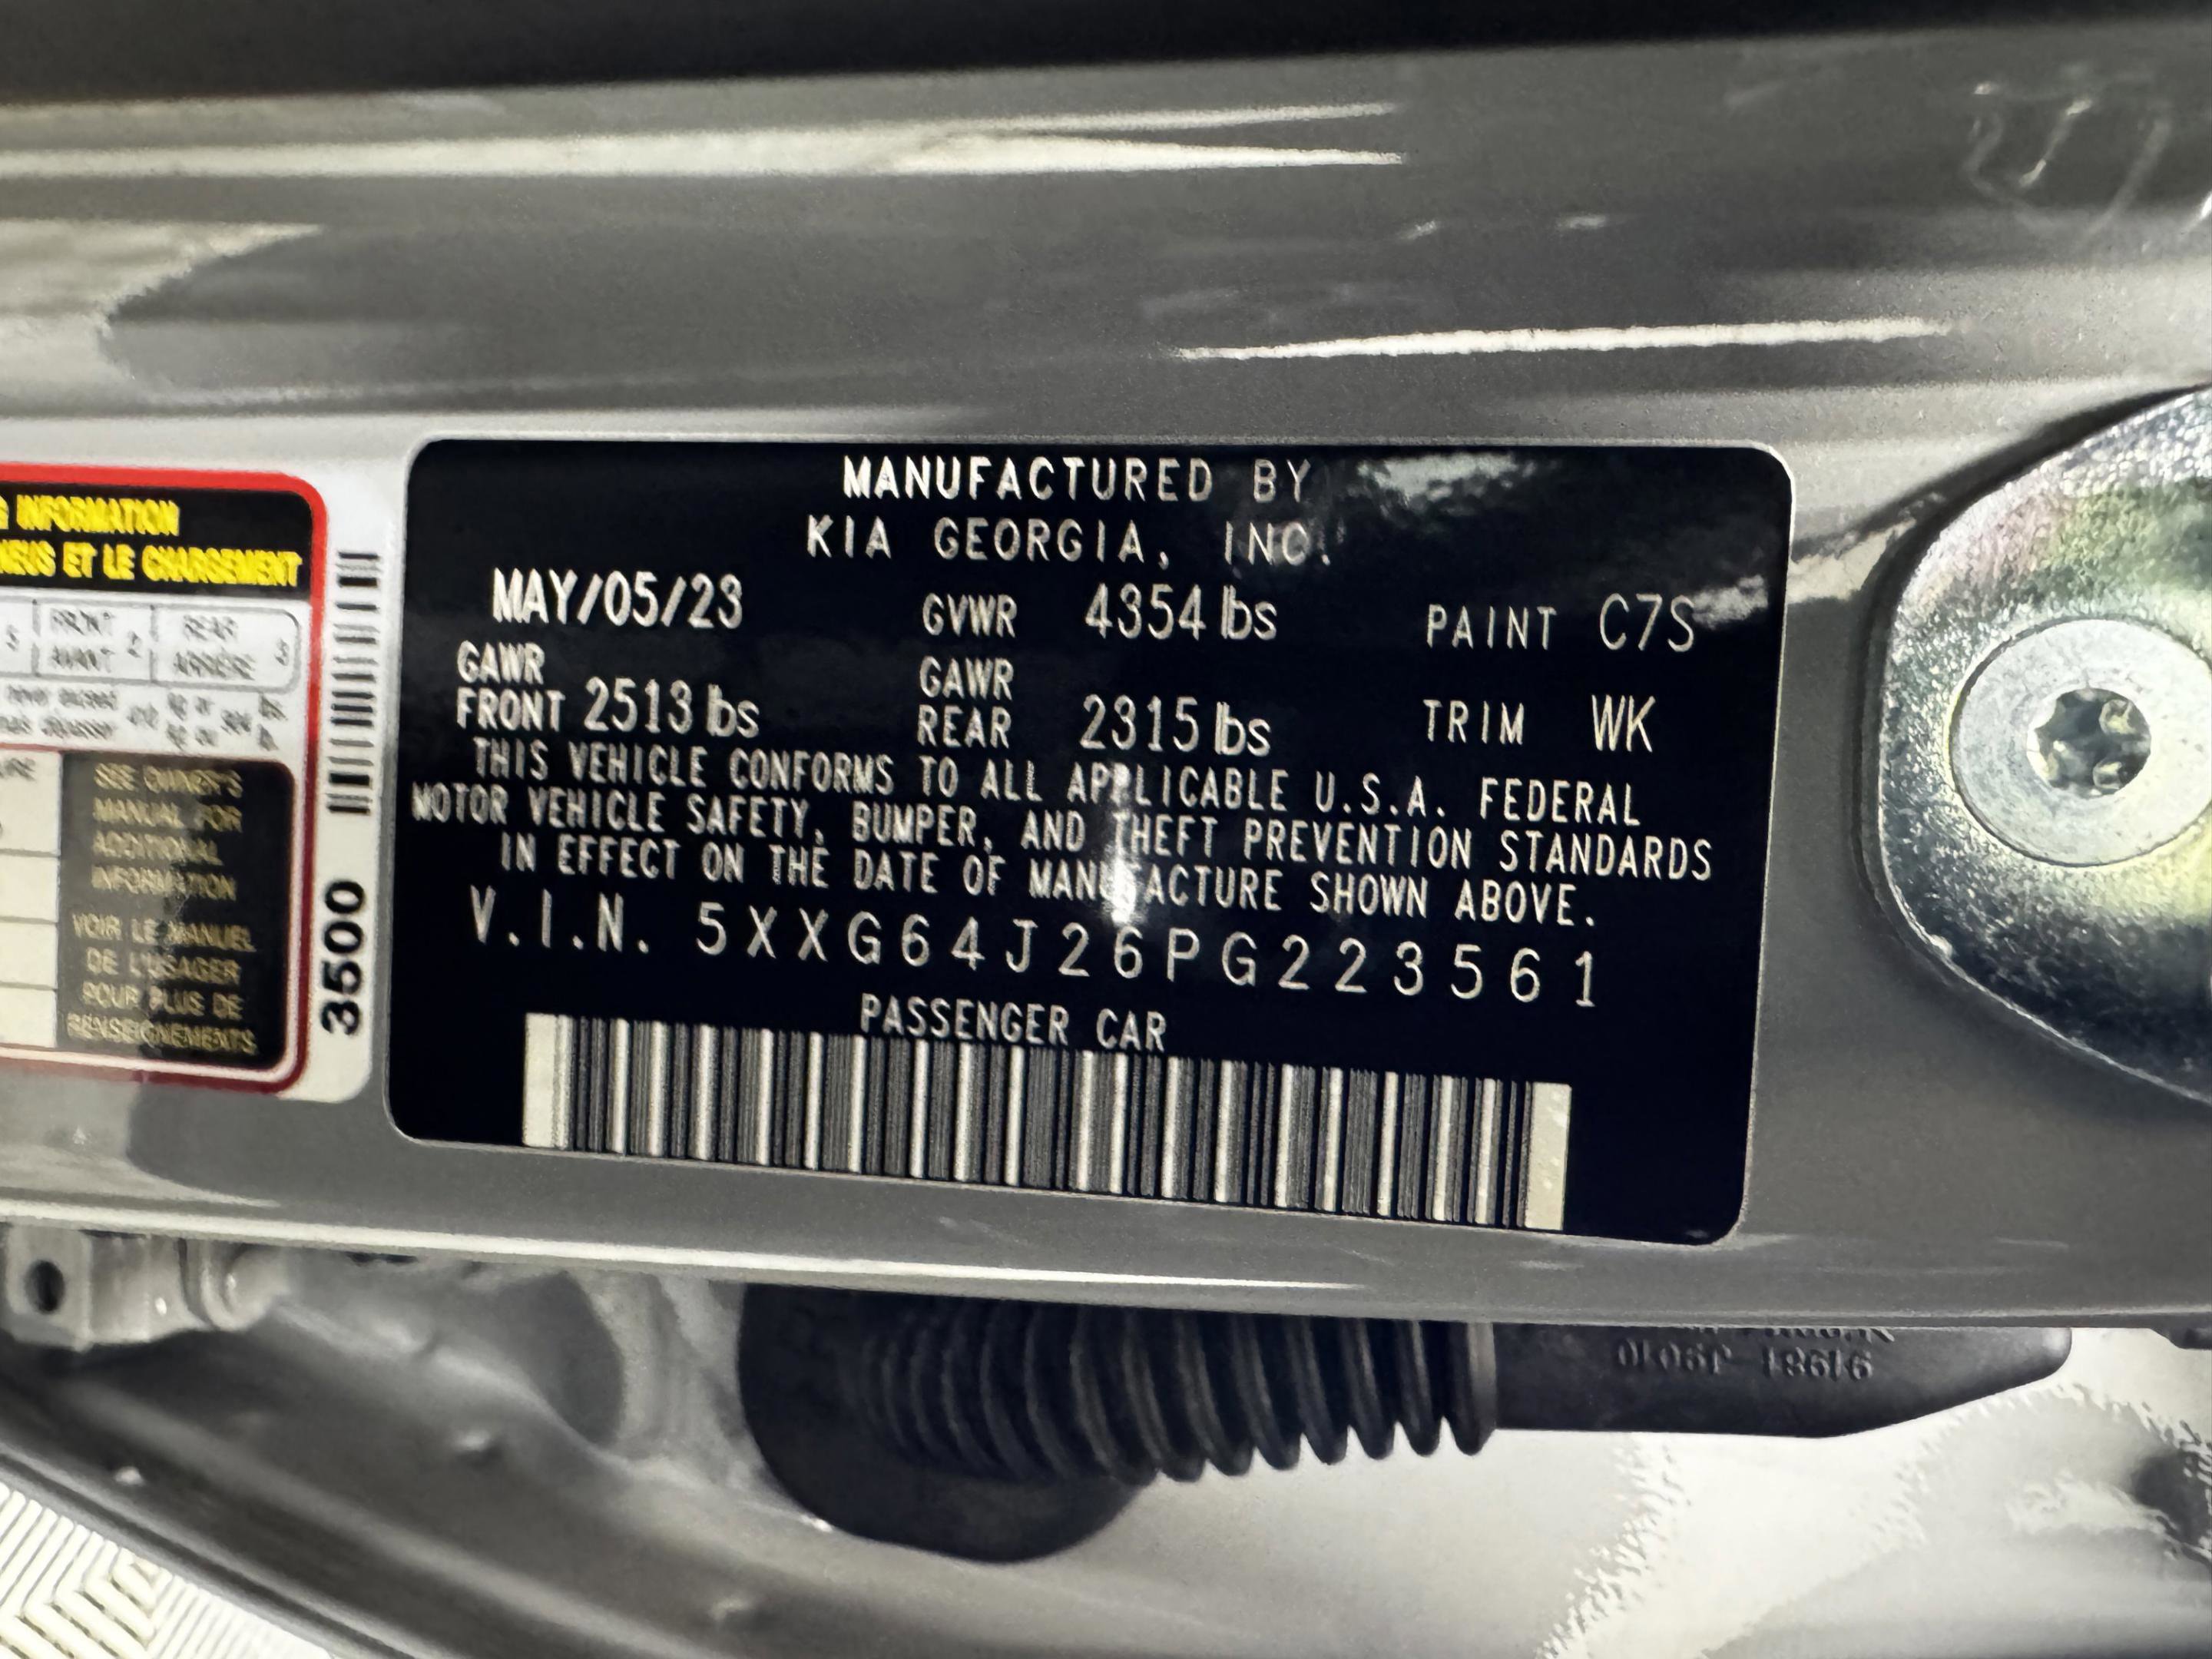 INFORMATION
ET LE CHARGEMENT
FRONT
AVANT
2
REAR
ARRIÈRE
3
SEE OWNER'S
MANUAL FOR
ADDITIONAL
INFORMATION
VOIR LE MANUEL
DE L'USAGER
POUR PLUS DE
RENSEIGNEMENTS
3500
MANUFACTURED BY
KIA GEORGIA, INC.
MAY/05/23 GVWR 4354 lbs PAINT C7S
GAWR FRONT 2513 lbs GAWR REAR 2315 lbs TRIM WK
THIS VEHICLE CONFORMS TO ALL APPLICABLE U.S.A. FEDERAL
MOTOR VEHICLE SAFETY, BUMPER, AND THEFT PREVENTION STANDARDS
IN EFFECT ON THE DATE OF MANUFACTURE SHOWN ABOVE.
V.I.N. 5XXG64J26PG223561
PASSENGER CAR